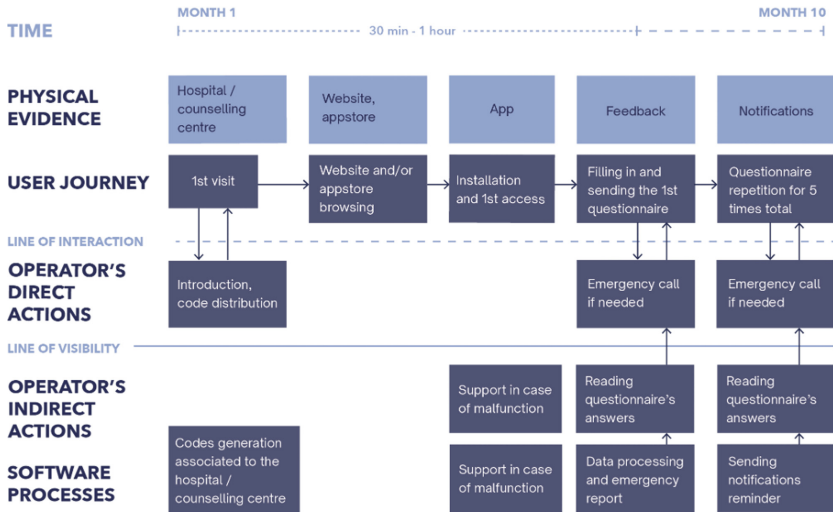 TIME
MONTH 1
30 min - 1 hour
MONTH 10
PHYSICAL
EVIDENCE
Hospital /
counselling
centre
Website,
appstore
App
Feedback
Notifications
USER JOURNEY
1st visit
Website and/or
appstore
browsing
Installation
and 1st access
Filling in and
sending the 1st
questionnaire
Questionnaire
repetition for 5
times total
LINE OF INTERACTION
OPERATOR'S
DIRECT
ACTIONS
Introduction,
code distribution
Emergency call
if needed
Emergency call
if needed
LINE OF VISIBILITY
OPERATOR'S
INDIRECT
ACTIONS
Support in case
of malfunction
Reading
questionnaire's
answers
Reading
questionnaire's
answers
SOFTWARE
PROCESSES
Codes generation
associated to the
hospital /
counselling centre
Support in case
of malfunction
Data processing
and emergency
report
Sending
notifications
reminder